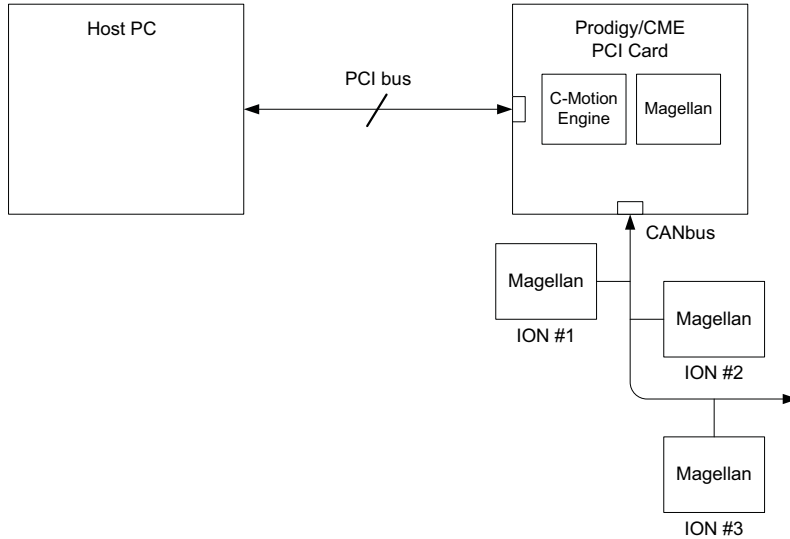 Host PC
PCI bus
Prodigy/CME
PCI Card
C-Motion
Engine
Magellan
CANbus
Magellan
ION #1
Magellan
ION #2
Magellan
ION #3